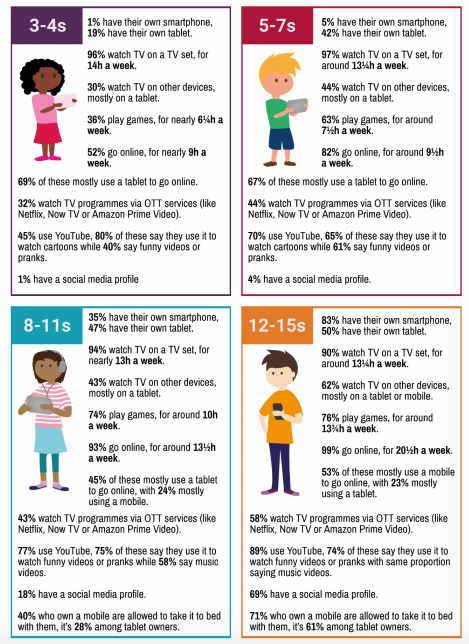 3-4s
1% have their own smartphone,
19% have their own tablet.
96% watch TV on a TV set, for
14h a week.
30% watch TV on other devices,
mostly on a tablet.
36% play games, for nearly 6¼h a
week.
52% go online, for nearly 9h a
week.
69% of these mostly use a tablet to go online.
32% watch TV programmes via OTT services (like
Netflix, Now TV or Amazon Prime Video).
45% use YouTube, 80% of these say they use it to
watch cartoons while 40% say funny videos or
pranks.
1% have a social media profile
5-7s
5% have their own smartphone,
42% have their own tablet.
97% watch TV on a TV set, for
around 13¼h a week.
44% watch TV on other devices,
mostly on a tablet.
63% play games, for around
7½h a week.
82% go online, for around 9½h
a week.
67% of these mostly use a tablet to go online.
44% watch TV programmes via OTT services (like
Netflix, Now TV or Amazon Prime Video).
70% use YouTube, 65% of these say they use it to
watch cartoons while 61% say funny videos or
pranks.
4% have a social media profile.
8-11s
35% have their own smartphone,
47% have their own tablet.
94% watch TV on a TV set, for
nearly 13h a week.
43% watch TV on other devices,
mostly on a tablet.
74% play games, for around 10h
a week.
93% go online, for around 13½h
a week.
45% of these mostly use a tablet
to go online, with 24% mostly
using a mobile.
43% watch TV programmes via OTT services (like
Netflix, Now TV or Amazon Prime Video).
77% use YouTube, 75% of these say they use it to
watch funny videos or pranks while 58% say music
videos.
18% have a social media profile.
40% who own a mobile are allowed to take it to bed
with them, it's 28% among tablet owners.
12-15s
83% have their own smartphone,
50% have their own tablet.
90% watch TV on a TV set, for
around 13¼h a week.
62% watch TV on other devices,
mostly on a tablet or mobile.
76% play games, for around
13¾h a week.
99% go online, for 20½h a week.
53% of these mostly use a mobile
to go online, with 23% mostly
using a tablet.
58% watch TV programmes via OTT services (like
Netflix, Now TV or Amazon Prime Video).
89% use YouTube, 74% of these say they use it to
watch funny videos or pranks with same proportion
saying music videos.
69% have a social media profile.
71% who own a mobile are allowed to take it to bed
with them, it's 61% among tablet owners.